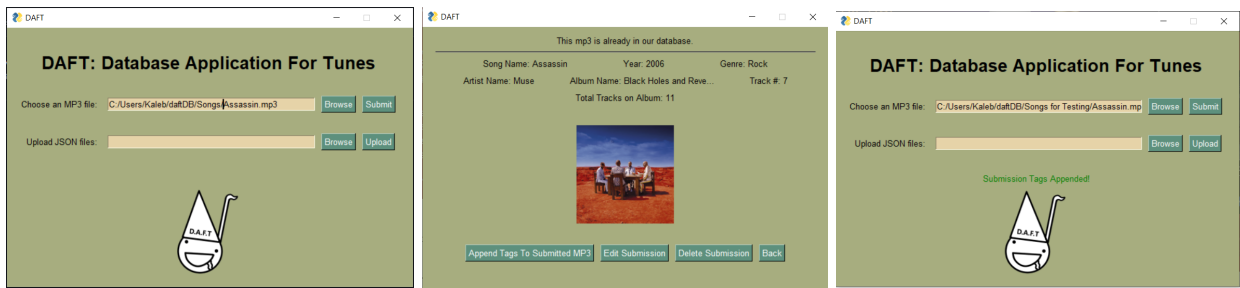 DAFT
DAFT: Database Application For Tunes
Choose an MP3 file: C:/Users/Kaleb/daftDB/Songs/Assassin.mp3 Browse Submit
Upload JSON files: Browse Upload
D.A.F.T
DAFT
This mp3 is already in our database.
Song Name: Assassin Year: 2006 Genre: Rock
Artist Name: Muse Album Name: Black Holes and Reve... Track #: 7
Total Tracks on Album: 11
Append Tags To Submitted MP3 Edit Submission Delete Submission Back
DAFT
DAFT: Database Application For Tunes
Choose an MP3 file: C:/Users/Kaleb/daftDB/Songs for Testing/Assassin.mp Browse Submit
Upload JSON files: Browse Upload
Submission Tags Appended!
D.A.F.T